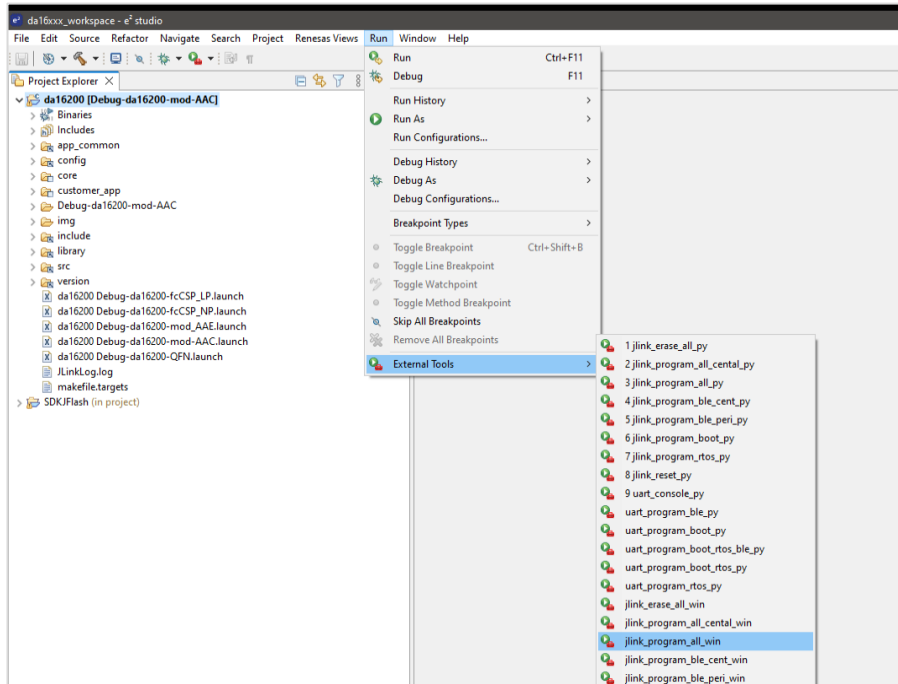 da16xxx_workspace - e² studio
File Edit Source Refactor Navigate Search Project Renesas Views Run Window Help
Project Explorer
da16200 [Debug-da16200-mod-AAC]
Binaries
Includes
app_common
config
core
customer_app
Debug-da16200-mod-AAC
img
include
library
src
version
da16200 Debug-da16200-fcCSP_LP.launch
da16200 Debug-da16200-fcCSP_NP.launch
da16200 Debug-da16200-mod_AAE.launch
da16200 Debug-da16200-mod-AAC.launch
da16200 Debug-da16200-QFN.launch
JLinkLog.log
makefile.targets
SDKJFlash (in project)
Run Ctrl+F11
Debug F11
Run History
Run As
Run Configurations...
Debug History
Debug As
Debug Configurations...
Breakpoint Types
Toggle Breakpoint Ctrl+Shift+B
Toggle Line Breakpoint
Toggle Watchpoint
Toggle Method Breakpoint
Skip All Breakpoints
Remove All Breakpoints
External Tools
1 jlink_erase_all_py
2 jlink_program_all_cental_py
3 jlink_program_all_py
4 jlink_program_ble_cent_py
5 jlink_program_ble_peri_py
6 jlink_program_boot_py
7 jlink_program_rtos_py
8 jlink_reset_py
9 uart_console_py
uart_program_ble_py
uart_program_boot_py
uart_program_boot_rtos_ble_py
uart_program_boot_rtos_py
uart_program_rtos_py
jlink_erase_all_win
jlink_program_all_cental_win
jlink_program_all_win
jlink_program_ble_cent_win
jlink_program_ble_peri_win